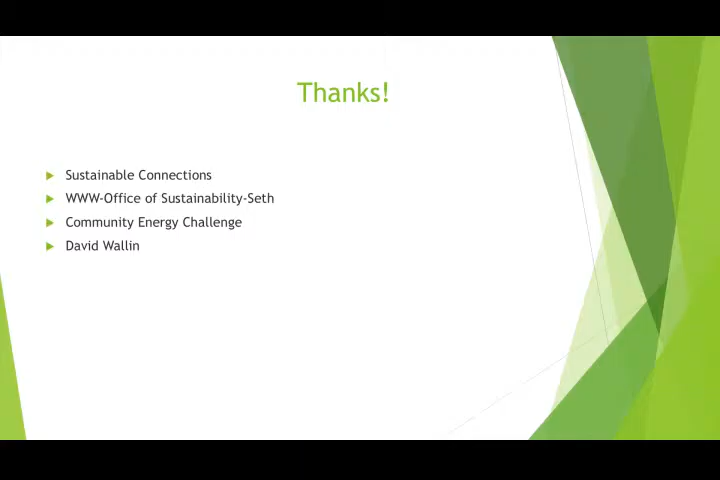 Thanks!
Sustainable Connections
WWW-Office of Sustainability-Seth
Community Energy Challenge
David Wallin